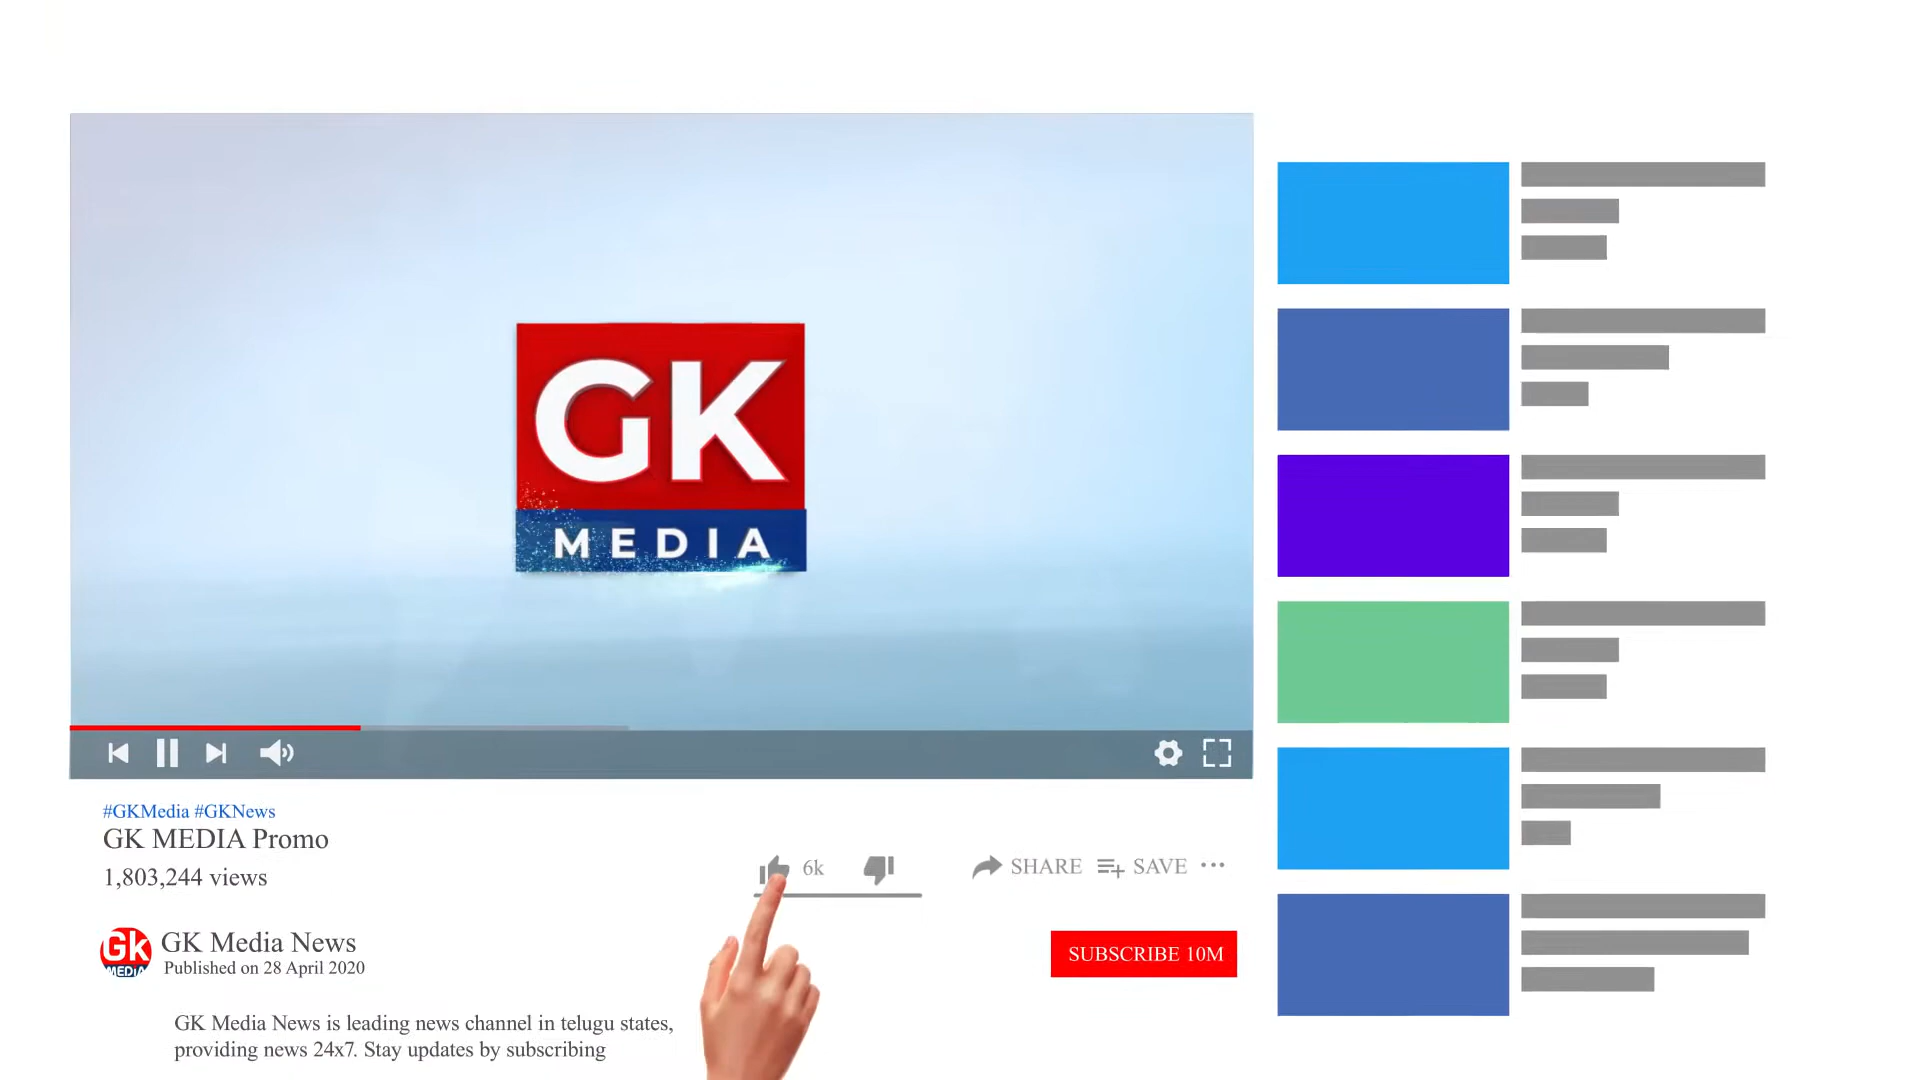 GK
MEDIA
#GKMedia #GKNews
GK MEDIA Promo
1,803,244 views
6k
SHARE
SAVE
GK
MEDIA
GK Media News
Published on 28 April 2020
SUBSCRIBE 10M
GK Media News is leading news channel in telugu states,
providing news 24x7. Stay updates by subscribing